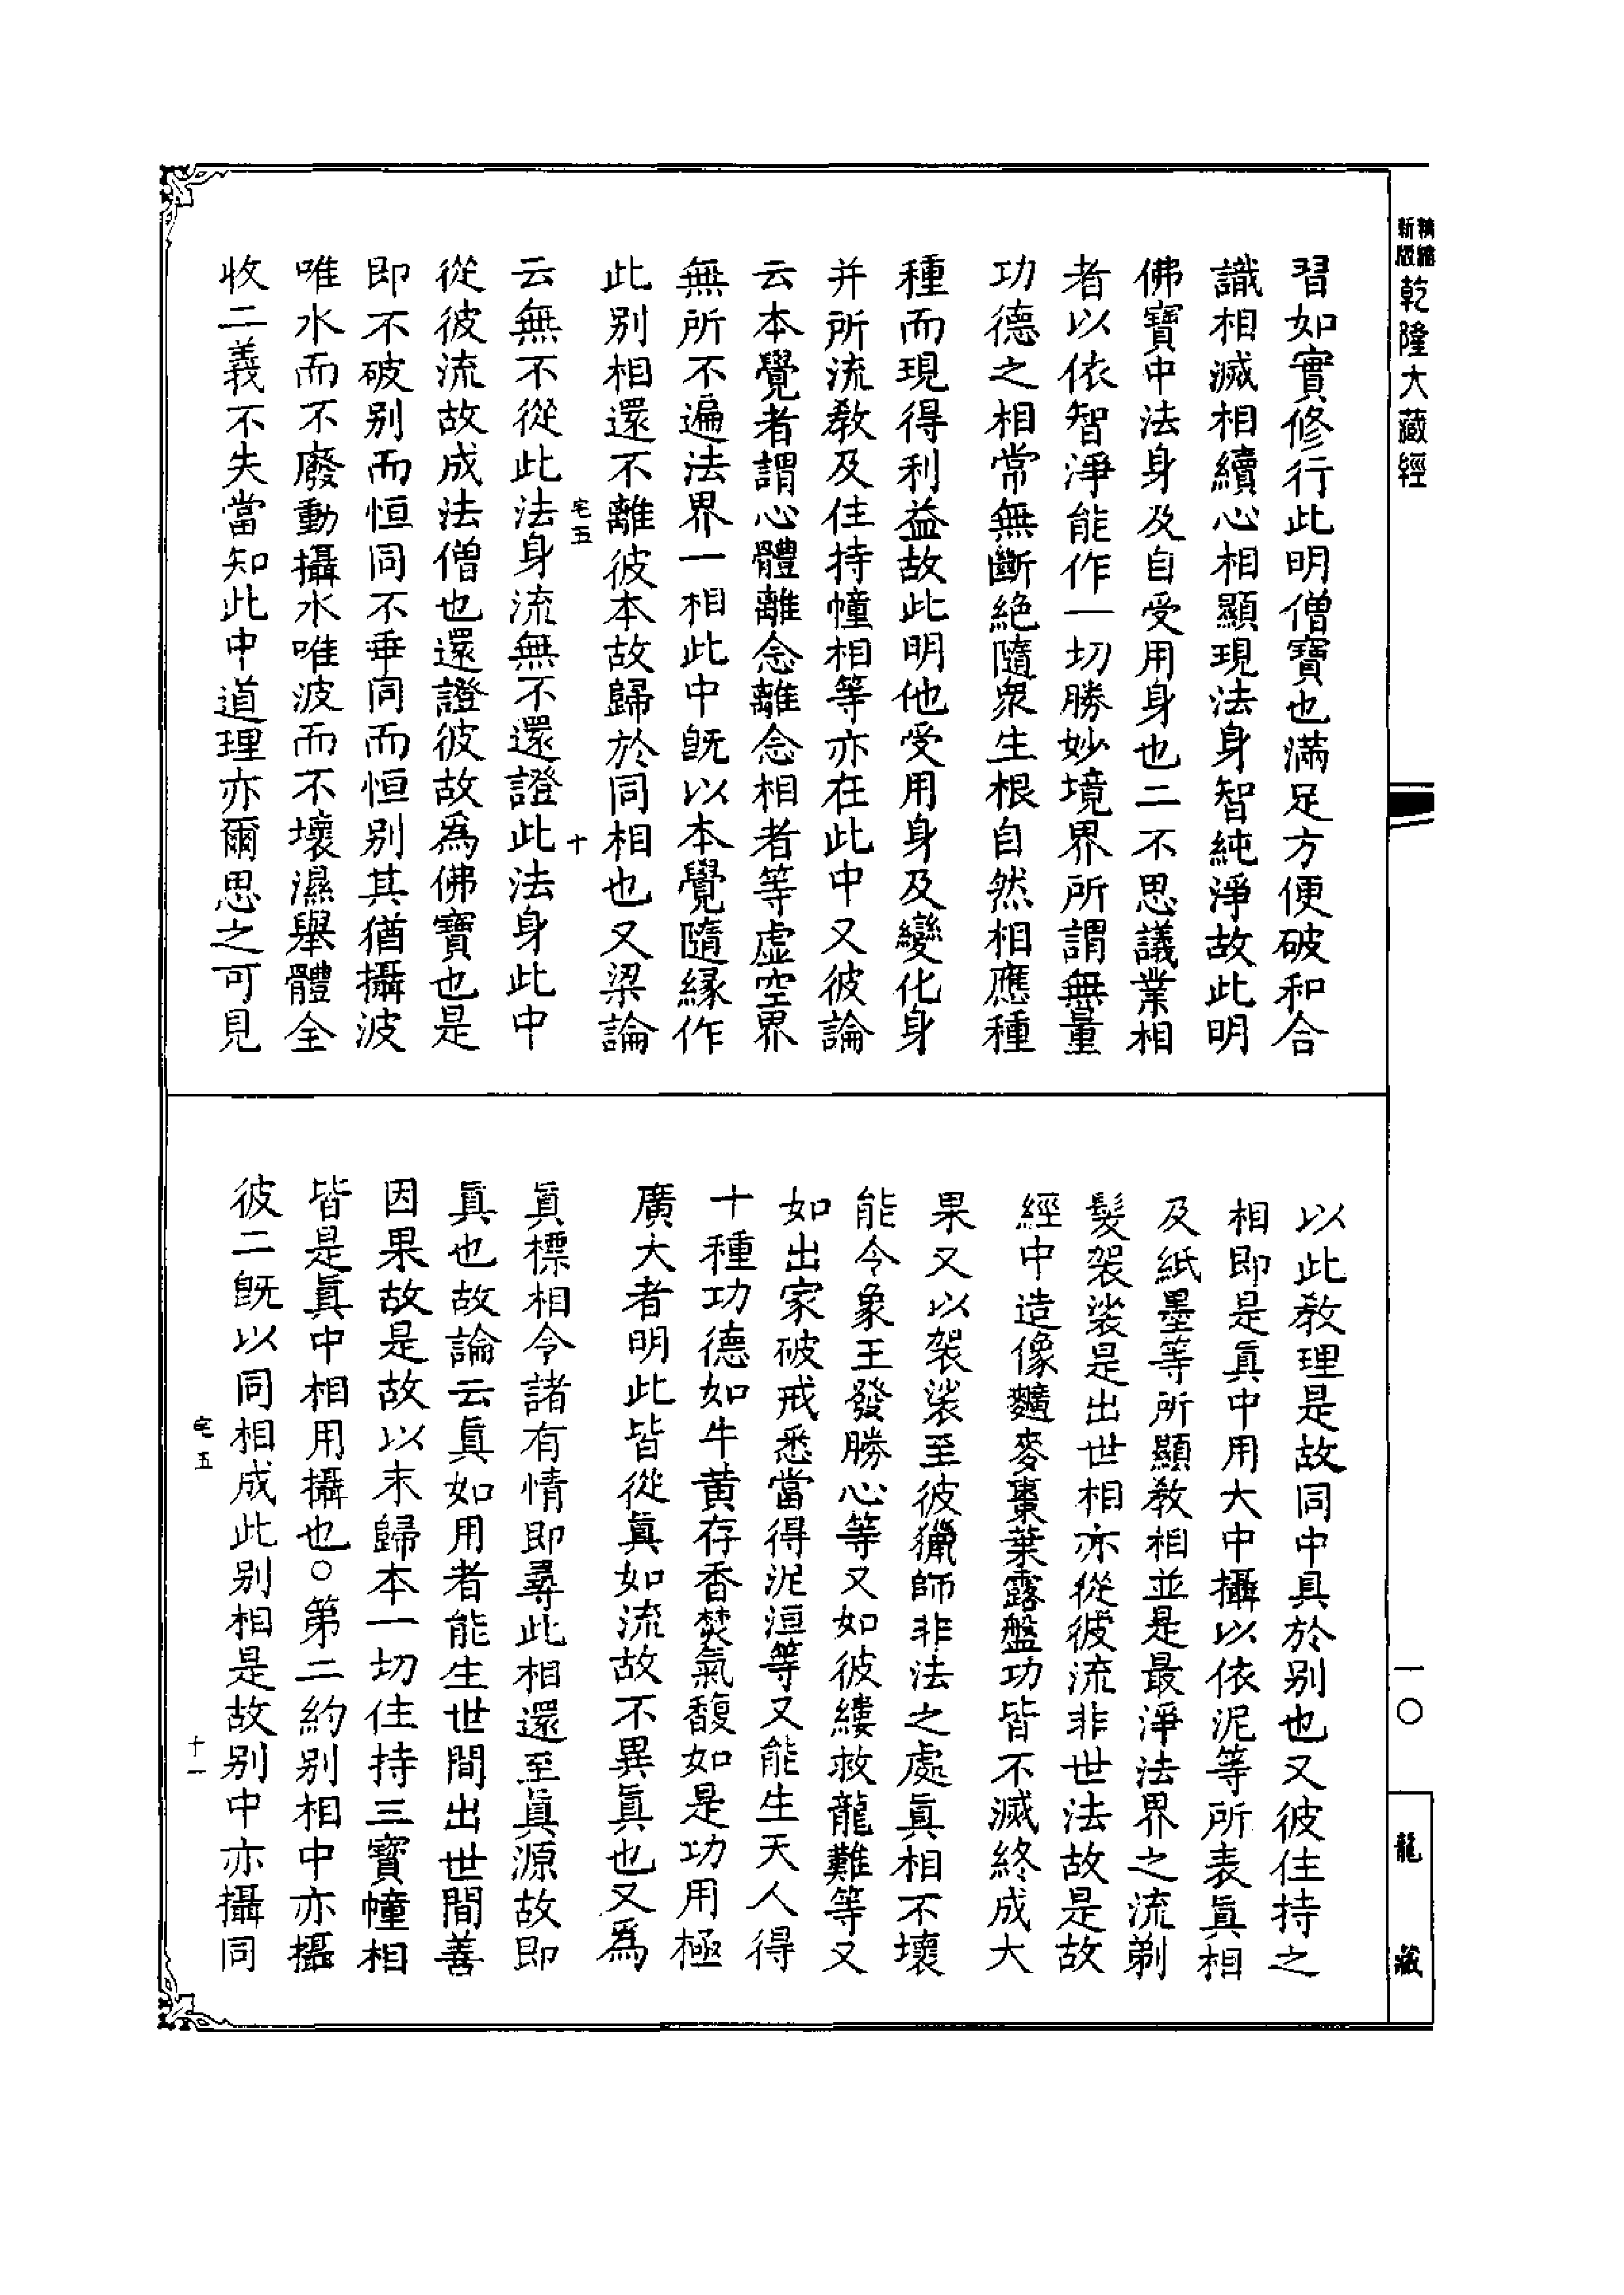 新版
精縮
乾隆大藏經
習如實修行此明僧寶也滿足方便破和合
識相滅相續心相顯現法身智純淨故此明
佛寶中法身及自受用身也二不思議業相
者以依智淨能作一切勝妙境界所謂無量
功德之相常無斷絶隨衆生根自然相應種
種而現得利益故此明他受用身及變化身
并所流教及住持幢相等亦在此中又彼論
云本覺者謂心體離念離念相者等虚空界
無所不遍法界一相此中旣以本覺隨緣作
此别相還不離彼本故歸於同相也又梁論
宅五
十
云無不從此法身流無不還證此法身此中
從彼流故成法僧也還證彼故爲佛寶也是
即不破别而恒同不乖同而恒别其猶攝波
唯水而不廢動攝水唯波而不壞濕舉體全
收二義不失當知此中道理亦爾思之可見
以此教理是故同中具於别也又彼住持之
相即是眞中用大中攝以依泥等所表眞相
及紙墨等所顯教相並是最淨法界之流剃
髮袈裟是出世相亦從彼流非世法故是故
經中造像麵麥棗葉露盤功皆不滅終成大
果又以袈裟至彼獵師非法之處眞相不壞
能令象王發勝心等又如彼縷救龍難等又
如出家破戒悉當得泥洹等又能生天人得
十種功德如牛黄存香焚氣馥如是功用極
廣大者明此皆從眞如流故不異眞也又爲
眞標相令諸有情即尋此相還至眞源故即
眞也故論云眞如用者能生世間出世間善
因果故是故以末歸本一切住持三寶幢相
皆是眞中相用攝也○第二約别相中亦攝
彼二旣以同相成此别相是故别中亦攝同
宅五
十一
一〇
龍藏